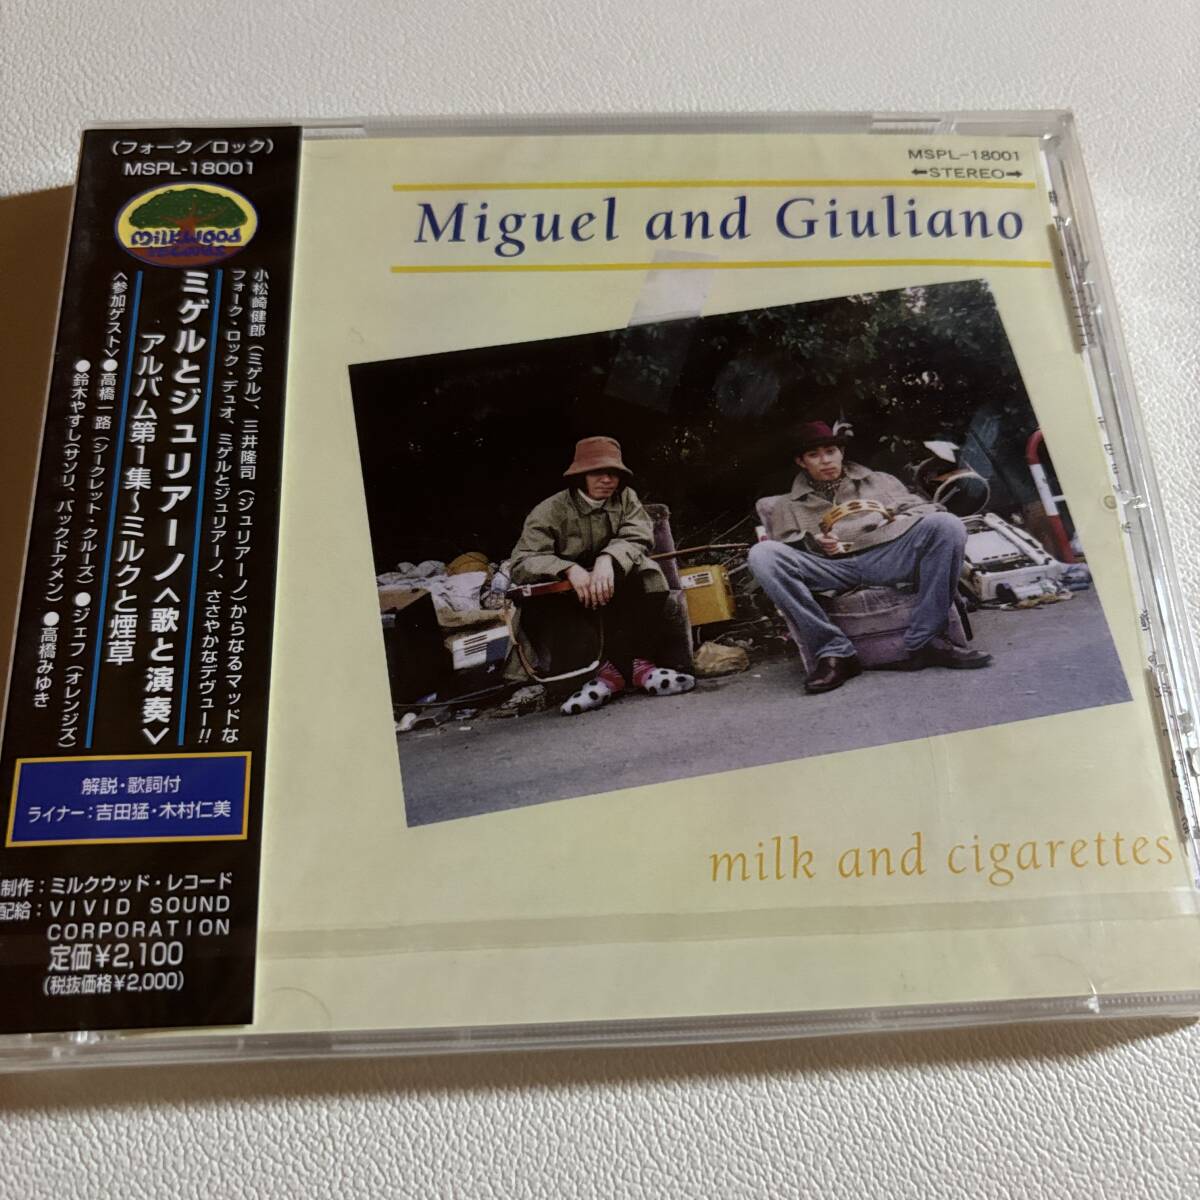 (フォーク/ロック)
MSPL-18001
milkwood
records
ミゲルとジュリアーノ<歌と演奏>
アルバム第1集~ミルクと煙草
小松崎健郎(ミゲル)、三井隆司(ジュリアーノ)からなるマッドな
フォーク・ロック・デュオ、ミゲルとジュリアーノ、ささやかなデヴュー!!
<参加ゲスト>●高橋一路(シークレット・クルーズ)●ジェフ(オレンジズ)
●鈴木やすし(サンソリ、バックドアメン)●高橋みゆき
解説・歌詞付
ライナー:吉田猛・木村仁美
制作:ミルクウッド・レコード
配給:VIVID SOUND
CORPORATION
定価¥2,100
(税抜価格¥2,000)
MSPL-18001
←STEREO→
Miguel and Giuliano
milk and cigarettes